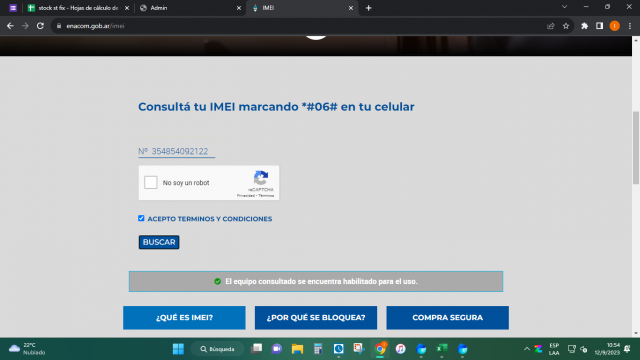 stock st fix - Hojas de cálculo de
Admin
IMEI
enacom.gob.ar/imei
Consultá tu IMEI marcando *#06# en tu celular
Nº 354854092122
No soy un robot
reCAPTCHA
Privacidad - Términos
ACEPTO TERMINOS Y CONDICIONES
BUSCAR
El equipo consultado se encuentra habilitado para el uso.
¿QUÉ ES IMEI?
¿POR QUÉ SE BLOQUEA?
COMPRA SEGURA
22°C
Nublado
Búsqueda
ESP
LAA
10:54
12/9/2023